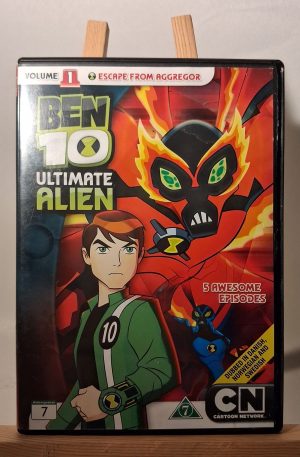 VOLUME 1 ESCAPE FROM AGGREGOR
BEN
10
ULTIMATE
ALIEN
5 AWESOME
EPISODES
10
DUBBED IN DANISH,
NORWEGIAN AND
SWEDISH
7
7
CN
CARTOON NETWORK